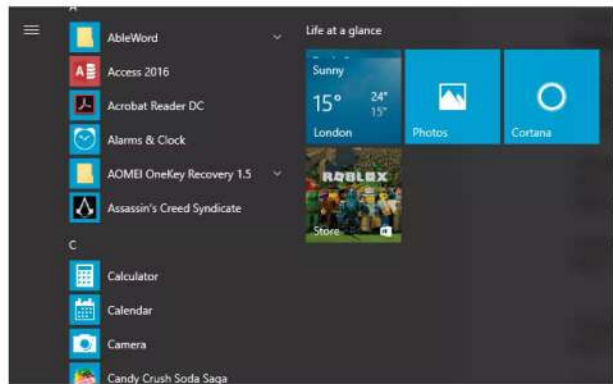 A
AbleWord
Access 2016
Acrobat Reader DC
Alarms & Clock
AOMEI OneKey Recovery 1.5
Assassin's Creed Syndicate
C
Calculator
Calendar
Camera
Candy Crush Soda Saga
Life at a glance
Sunny
15° 24°
15°
London
Photos
Cortana
ROBLOX
Store